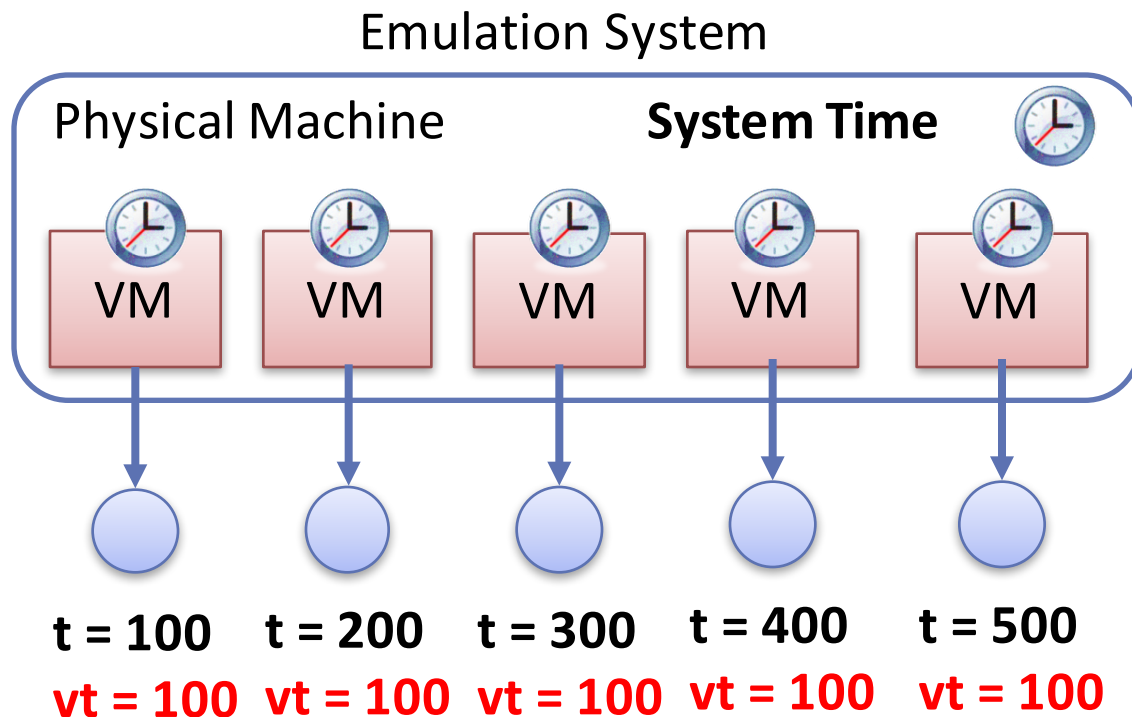 Emulation System
Physical Machine System Time
VM VM VM VM VM
t = 100 t = 200 t = 300 t = 400 t = 500
vt = 100 vt = 100 vt = 100 vt = 100 vt = 100